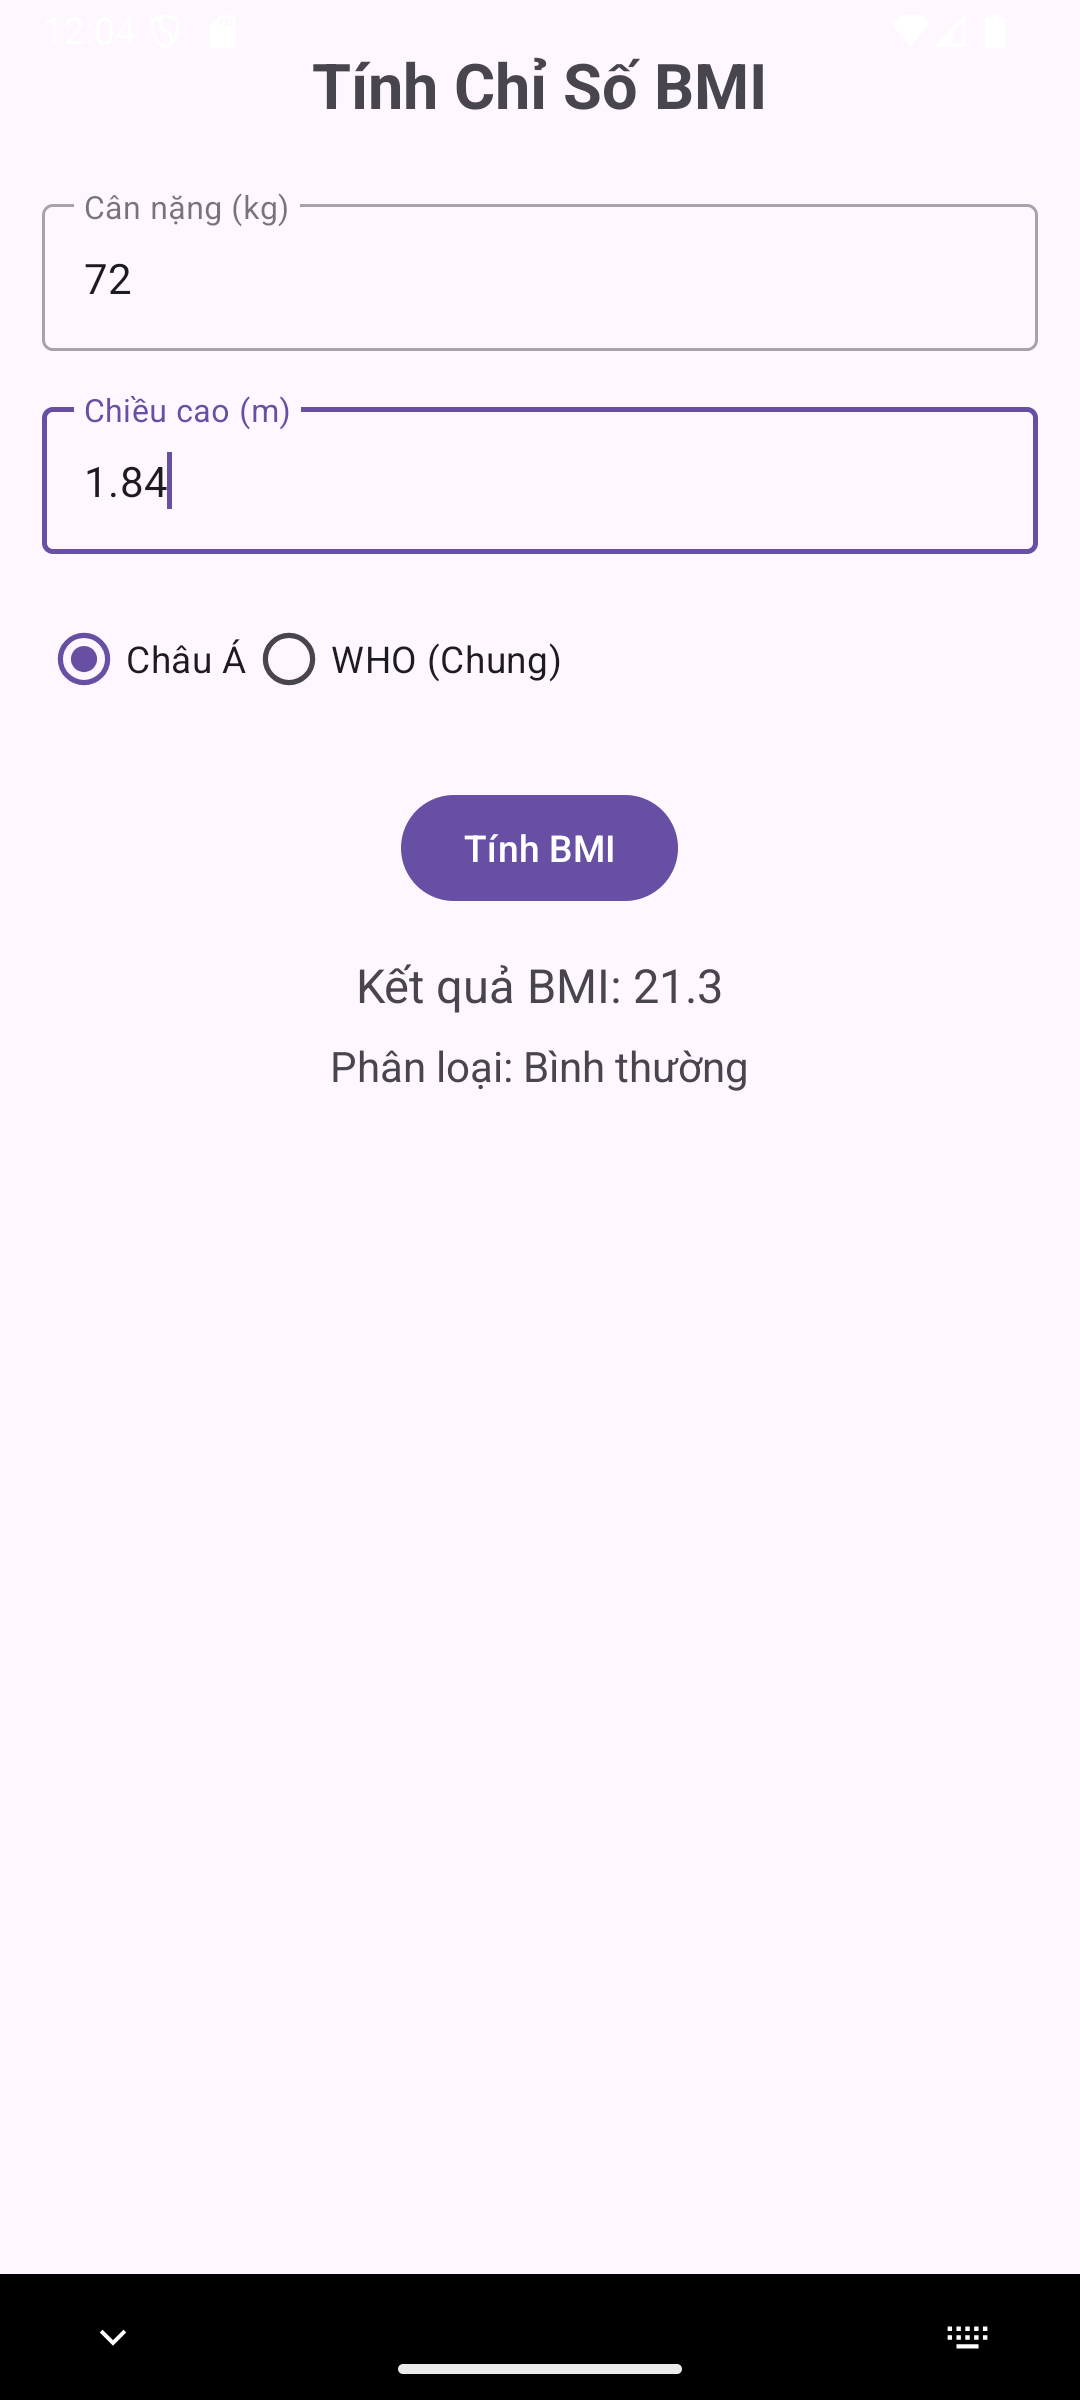 12:04
Tính Chỉ Số BMI
Cân nặng (kg)
72
Chiều cao (m)
1.84
Châu Á WHO (Chung)
Tính BMI
Kết quả BMI: 21.3
Phân loại: Bình thường